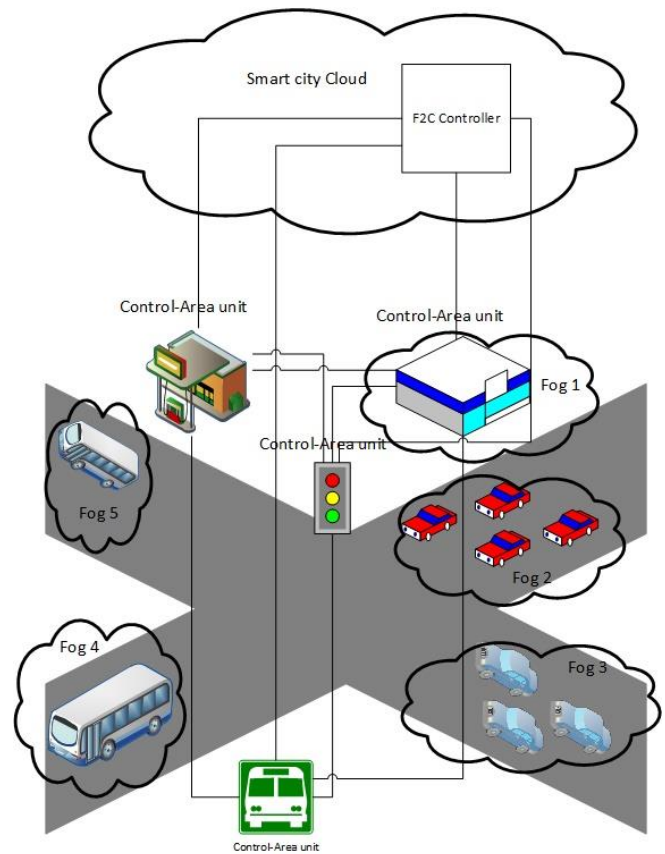 Smart city Cloud
F2C Controller
Control-Area unit
Control-Area unit
Fog 1
Control-Area unit
Fog 5
Fog 2
Fog 4
Fog 3
Control-Area unit